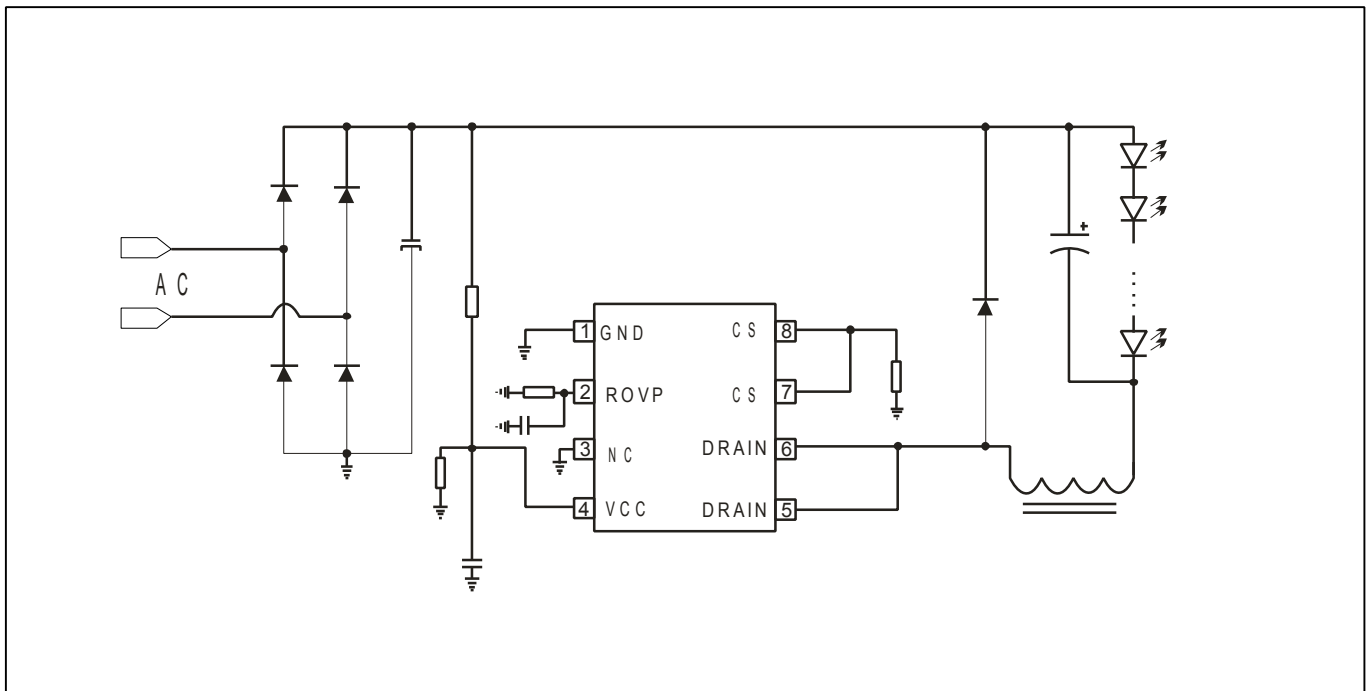 AC
1 GND CS 8
2 ROVP CS 7
3 NC DRAIN 6
4 VCC DRAIN 5
+